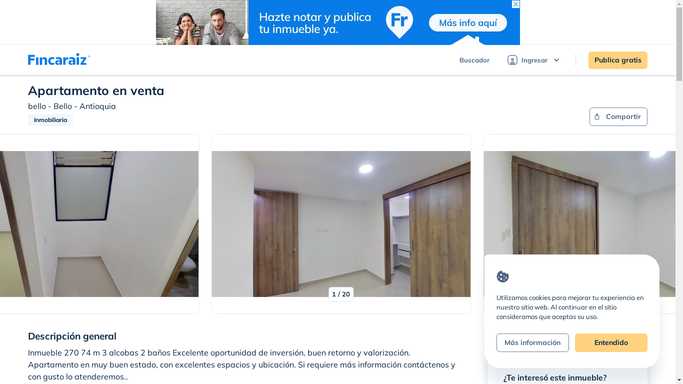 Hazte notar y publica
tu inmueble ya.
Fr
Más info aquí
Fincaraiz
Buscador
Ingresar
Publica gratis
Apartamento en venta
bello - Bello - Antioquia
Inmobiliaria
Compartir
1 / 20
Utilizamos cookies para mejorar tu experiencia en
nuestro sitio web. Al continuar en el sitio
consideramos que aceptas su uso.
Más información
Entendido
Descripción general
Inmueble 270 74 m 3 alcobas 2 baños Excelente oportunidad de inversión, buen retorno y valorización.
Apartamento en muy buen estado, con excelentes espacios y ubicación. Si requiere más información contáctenos y
con gusto lo atenderemos..
¿Te interesó este inmueble?